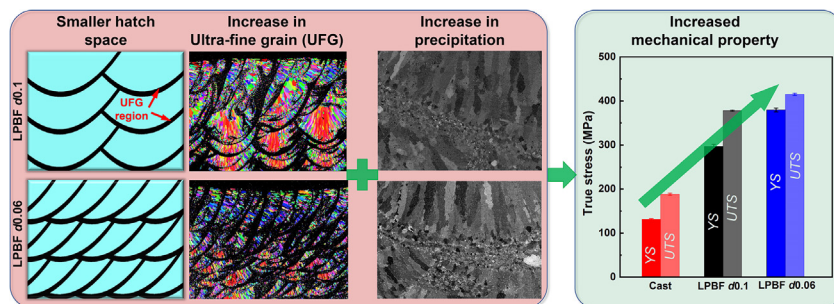 Smaller hatch
space
Increase in
Ultra-fine grain (UFG)
Increase in
precipitation
LPBF d0.1
UFG
region
LPBF d0.06
Increased
mechanical property
True stress (MPa)
500
400
300
200
100
0
YS
UTS
YS
UTS
YS
UTS
Cast
LPBF d0.1
LPBF d0.06